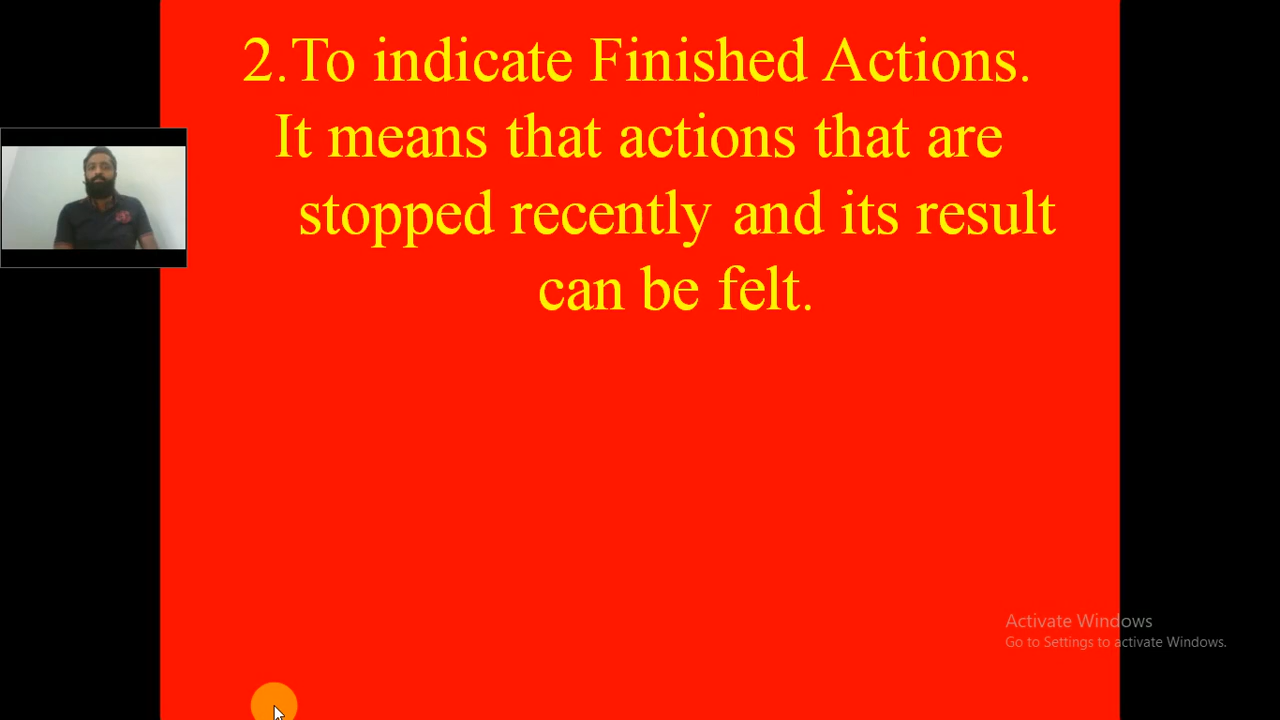 2.To indicate Finished Actions.
It means that actions that are
stopped recently and its result
can be felt.
Activate Windows
Go to Settings to activate Windows.